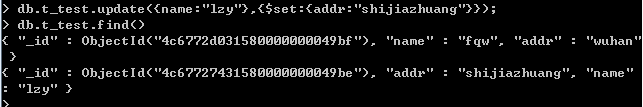 > db.t_test.update({name:"lzy"},{$set:{addr:"shijiazhuang"}});
> db.t_test.find()
{ "_id" : ObjectId("4c6772d031580000000049bf"), "name" : "fqw", "addr" : "wuhan"
 }
{ "_id" : ObjectId("4c67727431580000000049be"), "addr" : "shijiazhuang", "name"
: "lzy" }
>